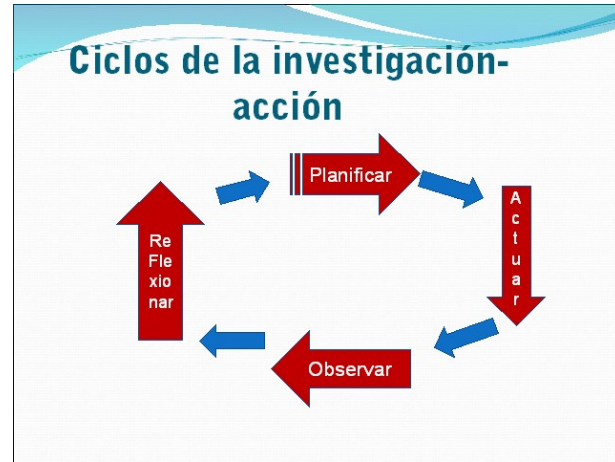 Ciclos de la investigación-
acción
Planificar
A
c
t
u
a
r
Observar
Re
Fle
xio
nar